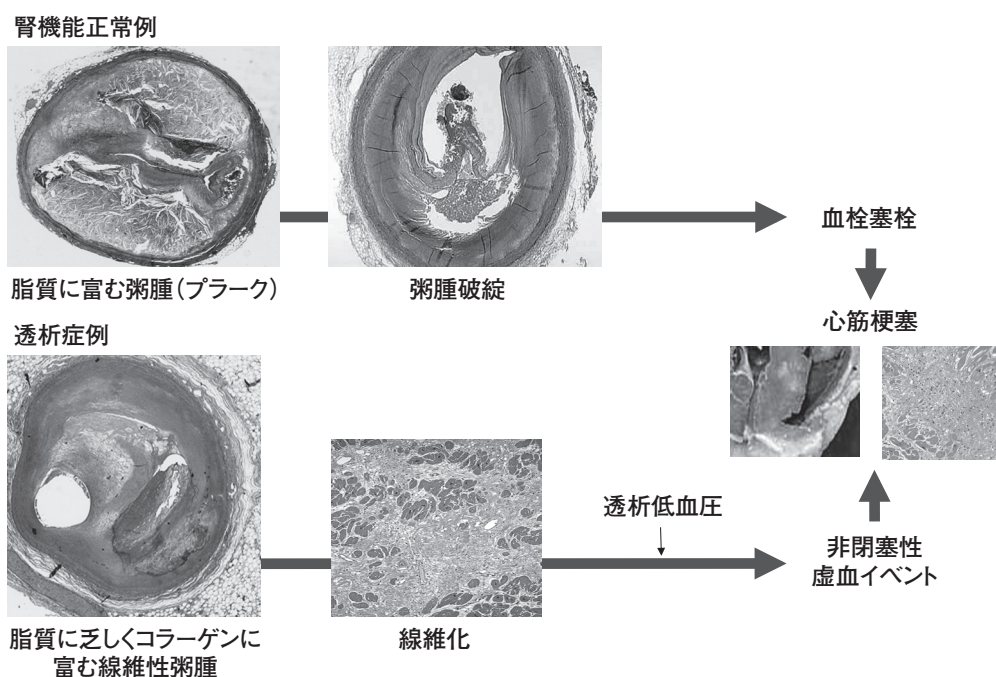 腎機能正常例
脂質に富む粥腫（プラーク）
粥腫破綻
血栓塞栓
心筋梗塞
透析症例
透析低血圧
非閉塞性
虚血イベント
脂質に乏しくコラーゲンに
富む線維性粥腫
線維化